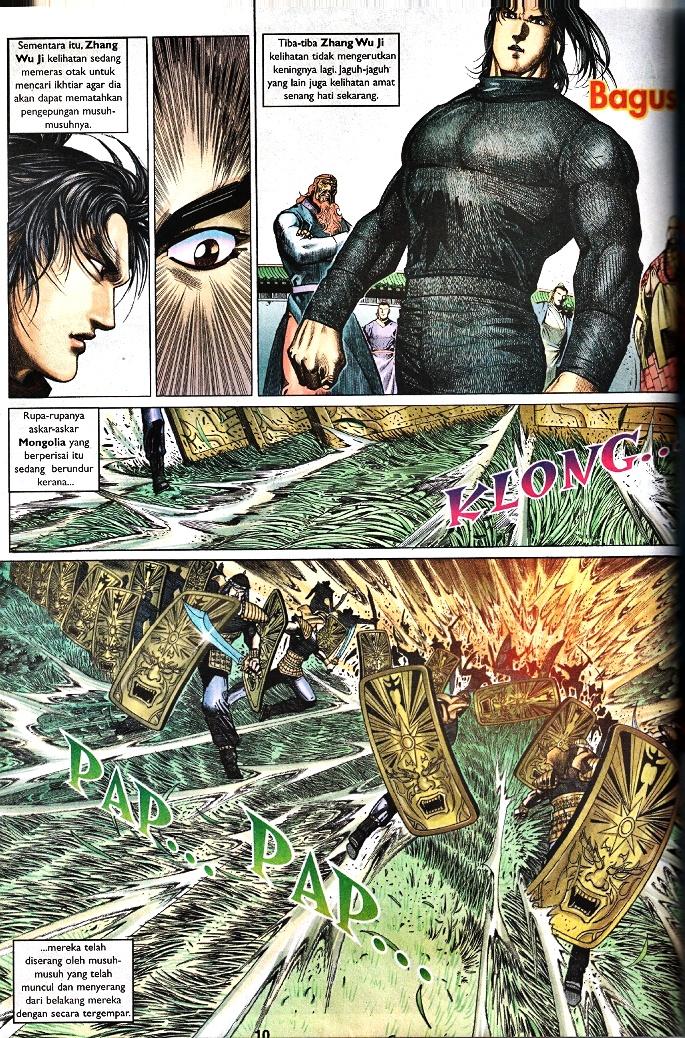 Sementara itu, Zhang
Wu Ji kelihatan sedang
memeras otak untuk
mencari ikhtiar agar dia
akan dapat mematahkan
pengepungan musuh-
musuhnya.
Tiba-tiba Zhang Wu Ji
kelihatan tidak mengerutkan
keningnya lagi. Jaguh-jaguh
yang lain juga kelihatan amat
senang hati sekarang.
Bagus
Rupa-rupanya
askar-askar
Mongolia yang
berperisai itu
sedang berundur
kerana...
KLONG...
PAP... PAP...
...mereka telah
diserang oleh musuh-
musuh yang telah
muncul dan menyerang
dari belakang mereka
dengan secara tergempar.
10